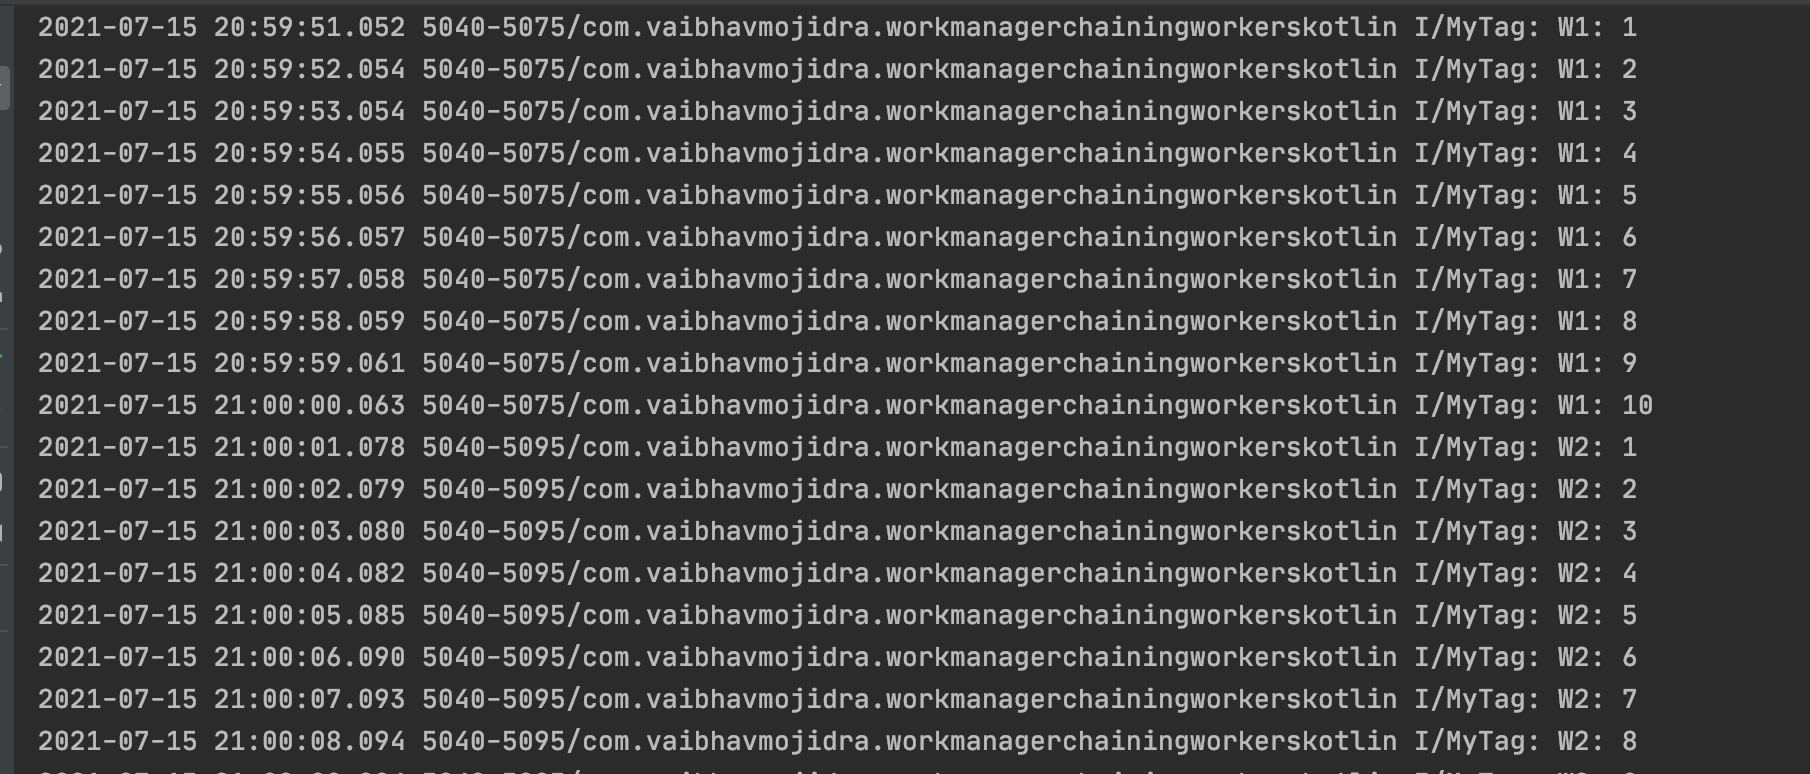 2021-07-15 20:59:51.052 5040-5075/com.vaibhavmojidra.workmanagerchainingworkerskotlin I/MyTag: W1: 1
2021-07-15 20:59:52.054 5040-5075/com.vaibhavmojidra.workmanagerchainingworkerskotlin I/MyTag: W1: 2
2021-07-15 20:59:53.054 5040-5075/com.vaibhavmojidra.workmanagerchainingworkerskotlin I/MyTag: W1: 3
2021-07-15 20:59:54.055 5040-5075/com.vaibhavmojidra.workmanagerchainingworkerskotlin I/MyTag: W1: 4
2021-07-15 20:59:55.056 5040-5075/com.vaibhavmojidra.workmanagerchainingworkerskotlin I/MyTag: W1: 5
2021-07-15 20:59:56.057 5040-5075/com.vaibhavmojidra.workmanagerchainingworkerskotlin I/MyTag: W1: 6
2021-07-15 20:59:57.058 5040-5075/com.vaibhavmojidra.workmanagerchainingworkerskotlin I/MyTag: W1: 7
2021-07-15 20:59:58.059 5040-5075/com.vaibhavmojidra.workmanagerchainingworkerskotlin I/MyTag: W1: 8
2021-07-15 20:59:59.061 5040-5075/com.vaibhavmojidra.workmanagerchainingworkerskotlin I/MyTag: W1: 9
2021-07-15 21:00:00.063 5040-5075/com.vaibhavmojidra.workmanagerchainingworkerskotlin I/MyTag: W1: 10
2021-07-15 21:00:01.078 5040-5095/com.vaibhavmojidra.workmanagerchainingworkerskotlin I/MyTag: W2: 1
2021-07-15 21:00:02.079 5040-5095/com.vaibhavmojidra.workmanagerchainingworkerskotlin I/MyTag: W2: 2
2021-07-15 21:00:03.080 5040-5095/com.vaibhavmojidra.workmanagerchainingworkerskotlin I/MyTag: W2: 3
2021-07-15 21:00:04.082 5040-5095/com.vaibhavmojidra.workmanagerchainingworkerskotlin I/MyTag: W2: 4
2021-07-15 21:00:05.085 5040-5095/com.vaibhavmojidra.workmanagerchainingworkerskotlin I/MyTag: W2: 5
2021-07-15 21:00:06.090 5040-5095/com.vaibhavmojidra.workmanagerchainingworkerskotlin I/MyTag: W2: 6
2021-07-15 21:00:07.093 5040-5095/com.vaibhavmojidra.workmanagerchainingworkerskotlin I/MyTag: W2: 7
2021-07-15 21:00:08.094 5040-5095/com.vaibhavmojidra.workmanagerchainingworkerskotlin I/MyTag: W2: 8